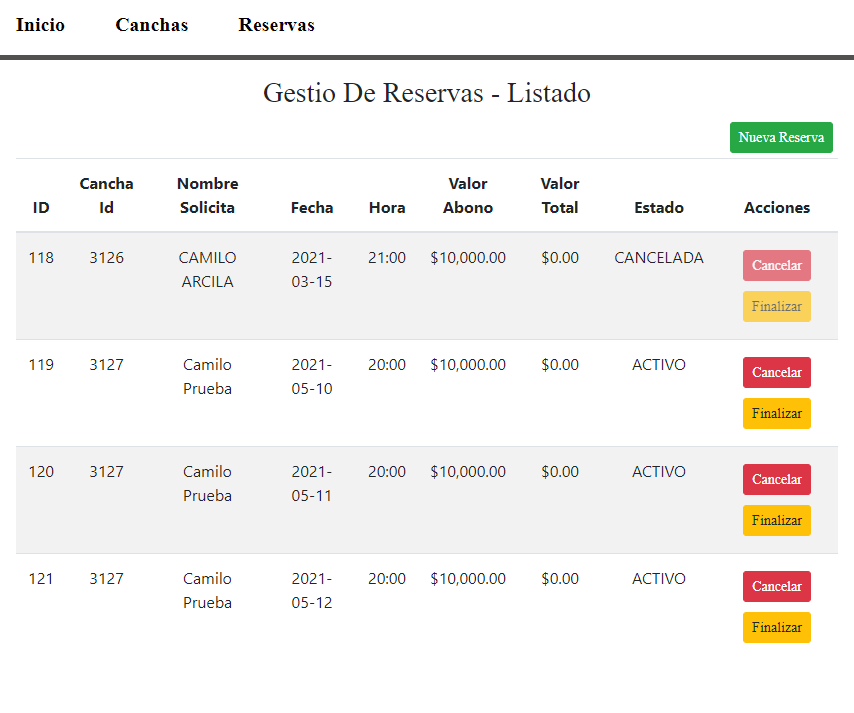 Inicio Canchas Reservas
Gestio De Reservas - Listado
Nueva Reserva
ID Cancha Id Nombre Solicita Fecha Hora Valor Abono Valor Total Estado Acciones
118 3126 CAMILO ARCILA 2021-03-15 21:00 $10,000.00 $0.00 CANCELADA Cancelar
Finalizar
119 3127 Camilo Prueba 2021-05-10 20:00 $10,000.00 $0.00 ACTIVO Cancelar
Finalizar
120 3127 Camilo Prueba 2021-05-11 20:00 $10,000.00 $0.00 ACTIVO Cancelar
Finalizar
121 3127 Camilo Prueba 2021-05-12 20:00 $10,000.00 $0.00 ACTIVO Cancelar
Finalizar